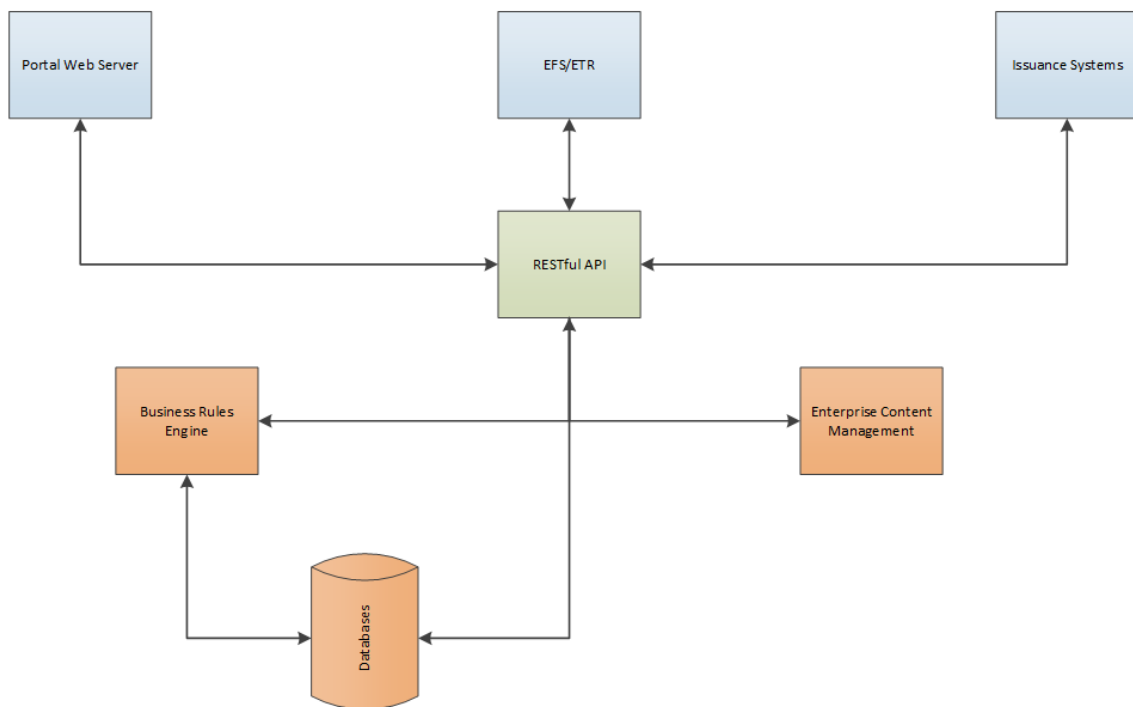 Portal Web Server
EFS/ETR
Issuance Systems
RESTful API
Business Rules
Engine
Enterprise Content
Management
Databases